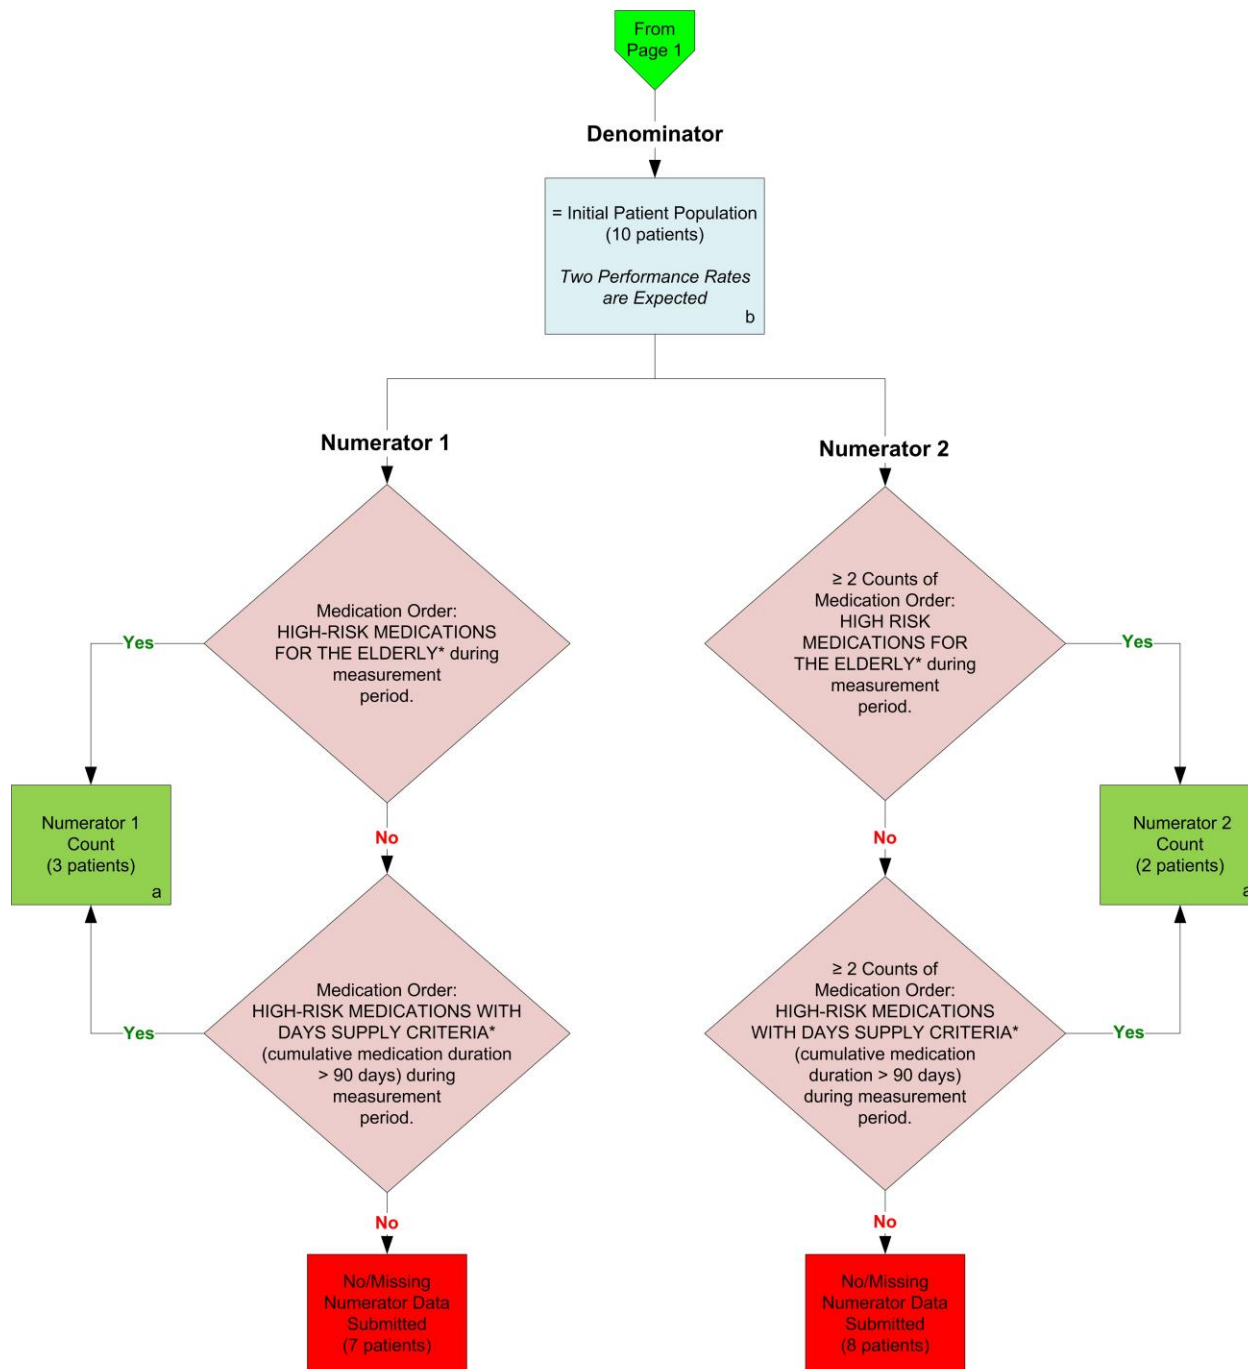 From
Page 1
Denominator
= Initial Patient Population
(10 patients)
Two Performance Rates
are Expected
b
Numerator 1
Medication Order:
HIGH-RISK MEDICATIONS
FOR THE ELDERLY* during
measurement
period.
Yes
No
Numerator 1
Count
(3 patients)
a
Medication Order:
HIGH-RISK MEDICATIONS WITH
DAYS SUPPLY CRITERIA*
(cumulative medication duration
> 90 days) during
measurement
period.
Yes
No
No/Missing
Numerator Data
Submitted
(7 patients)
Numerator 2
≥ 2 Counts of
Medication Order:
HIGH RISK
MEDICATIONS FOR
THE ELDERLY* during
measurement
period.
Yes
No
Numerator 2
Count
(2 patients)
a
≥ 2 Counts of
Medication Order:
HIGH-RISK MEDICATIONS
WITH DAYS SUPPLY CRITERIA*
(cumulative medication
duration > 90 days)
during measurement
period.
Yes
No
No/Missing
Numerator Data
Submitted
(8 patients)